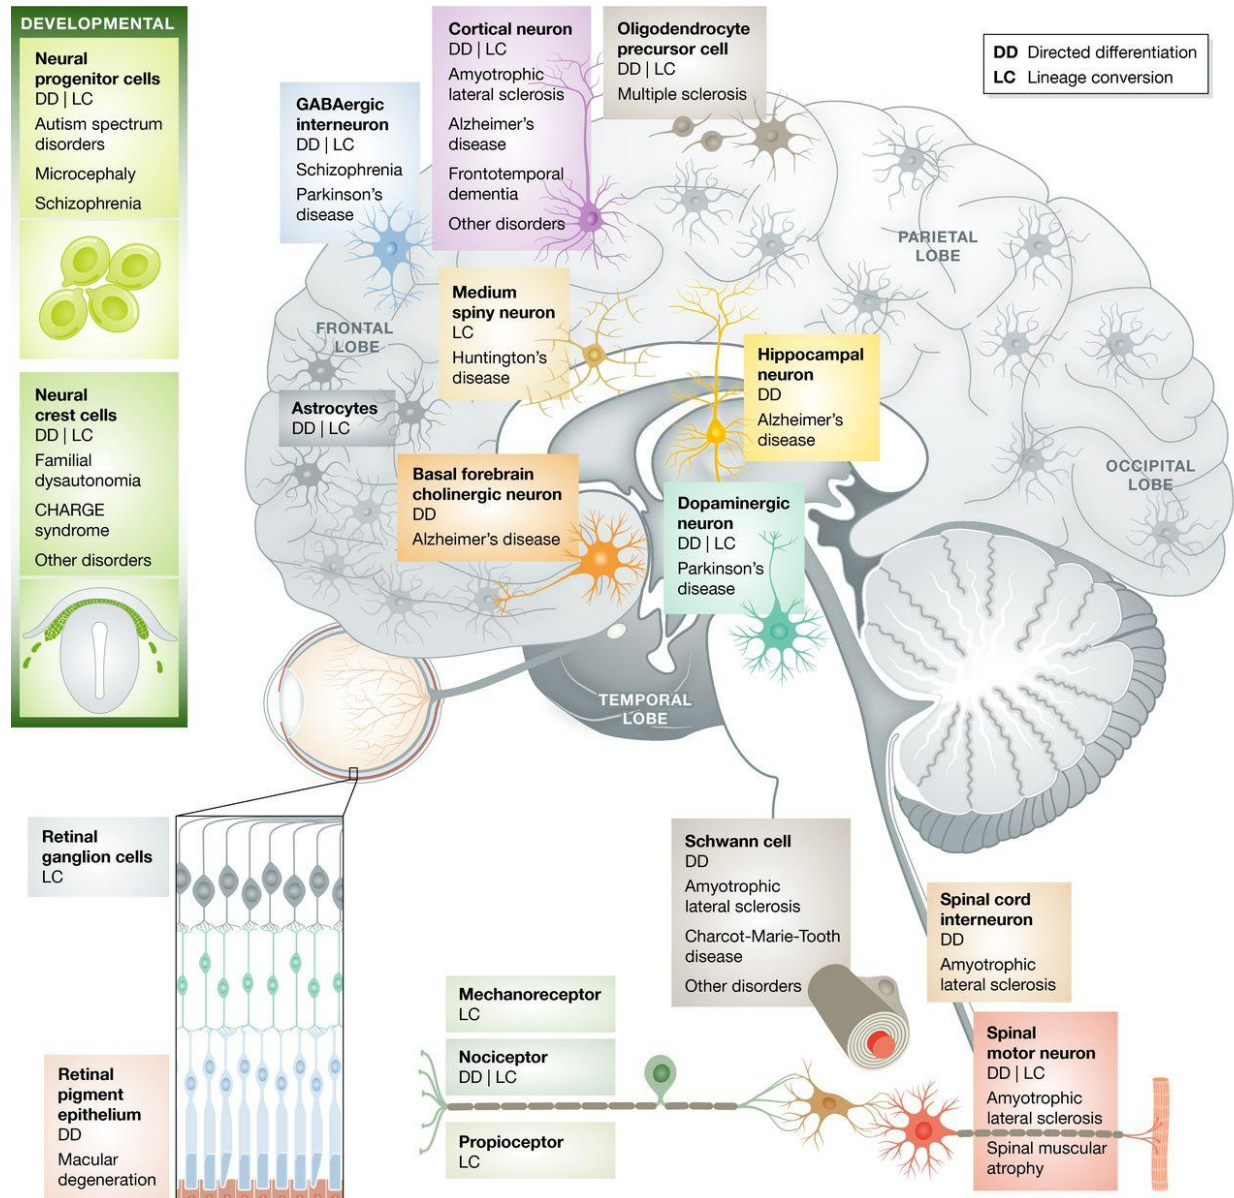 DEVELOPMENTAL
Neural
progenitor cells
DD | LC
Autism spectrum
disorders
Microcephaly
Schizophrenia
Neural
crest cells
DD | LC
Familial
dysautonomia
CHARGE
syndrome
Other disorders
GABAergic
interneuron
DD | LC
Schizophrenia
Parkinson's
disease
Cortical neuron
DD | LC
Amyotrophic
lateral sclerosis
Alzheimer's
disease
Frontotemporal
dementia
Other disorders
Oligodendrocyte
precursor cell
DD | LC
Multiple sclerosis
DD Directed differentiation
LC Lineage conversion
PARIETAL
LOBE
FRONTAL
LOBE
Medium
spiny neuron
LC
Huntington's
disease
Hippocampal
neuron
DD
Alzheimer's
disease
Astrocytes
DD | LC
Basal forebrain
cholinergic neuron
DD
Alzheimer's disease
Dopaminergic
neuron
DD | LC
Parkinson's
disease
OCCIPITAL
LOBE
TEMPORAL
LOBE
Retinal
ganglion cells
LC
Retinal
pigment
epithelium
DD
Macular
degeneration
Schwann cell
DD
Amyotrophic
lateral sclerosis
Charcot-Marie-Tooth
disease
Other disorders
Spinal cord
interneuron
DD
Amyotrophic
lateral sclerosis
Mechanoreceptor
LC
Nociceptor
DD | LC
Propioceptor
LC
Spinal
motor neuron
DD | LC
Amyotrophic
lateral sclerosis
Spinal muscular
atrophy